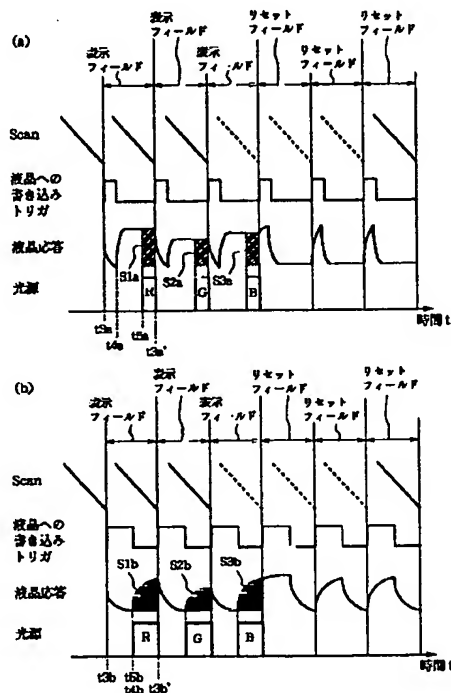 (a)
表示
フィールド
表示
フィールド
表示
フィールド
リセット
フィールド
リセット
フィールド
リセット
フィールド
Scan
液晶への
書き込み
トリガ
液晶応答
S1a
S2a
S3a
光源
R
G
B
t3a
t4a
t5a
t3a'
時間t
(b)
表示
フィールド
表示
フィールド
表示
フィールド
リセット
フィールド
リセット
フィールド
リセット
フィールド
Scan
液晶への
書き込み
トリガ
液晶応答
S1b
S2b
S3b
光源
R
G
B
t3b
t5b
t4b
t3b'
時間t